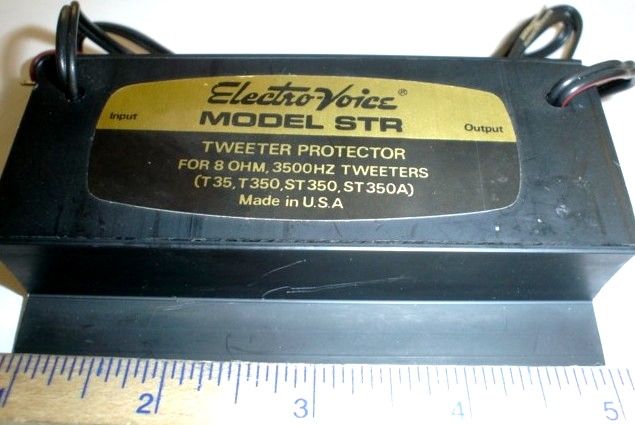 Electro-Voice®
MODEL STR
Input
Output
TWEETER PROTECTOR
FOR 8 OHM, 3500HZ TWEETERS
(T35, T350, ST350, ST350A)
Made in U.S.A
1 2 3 4 5